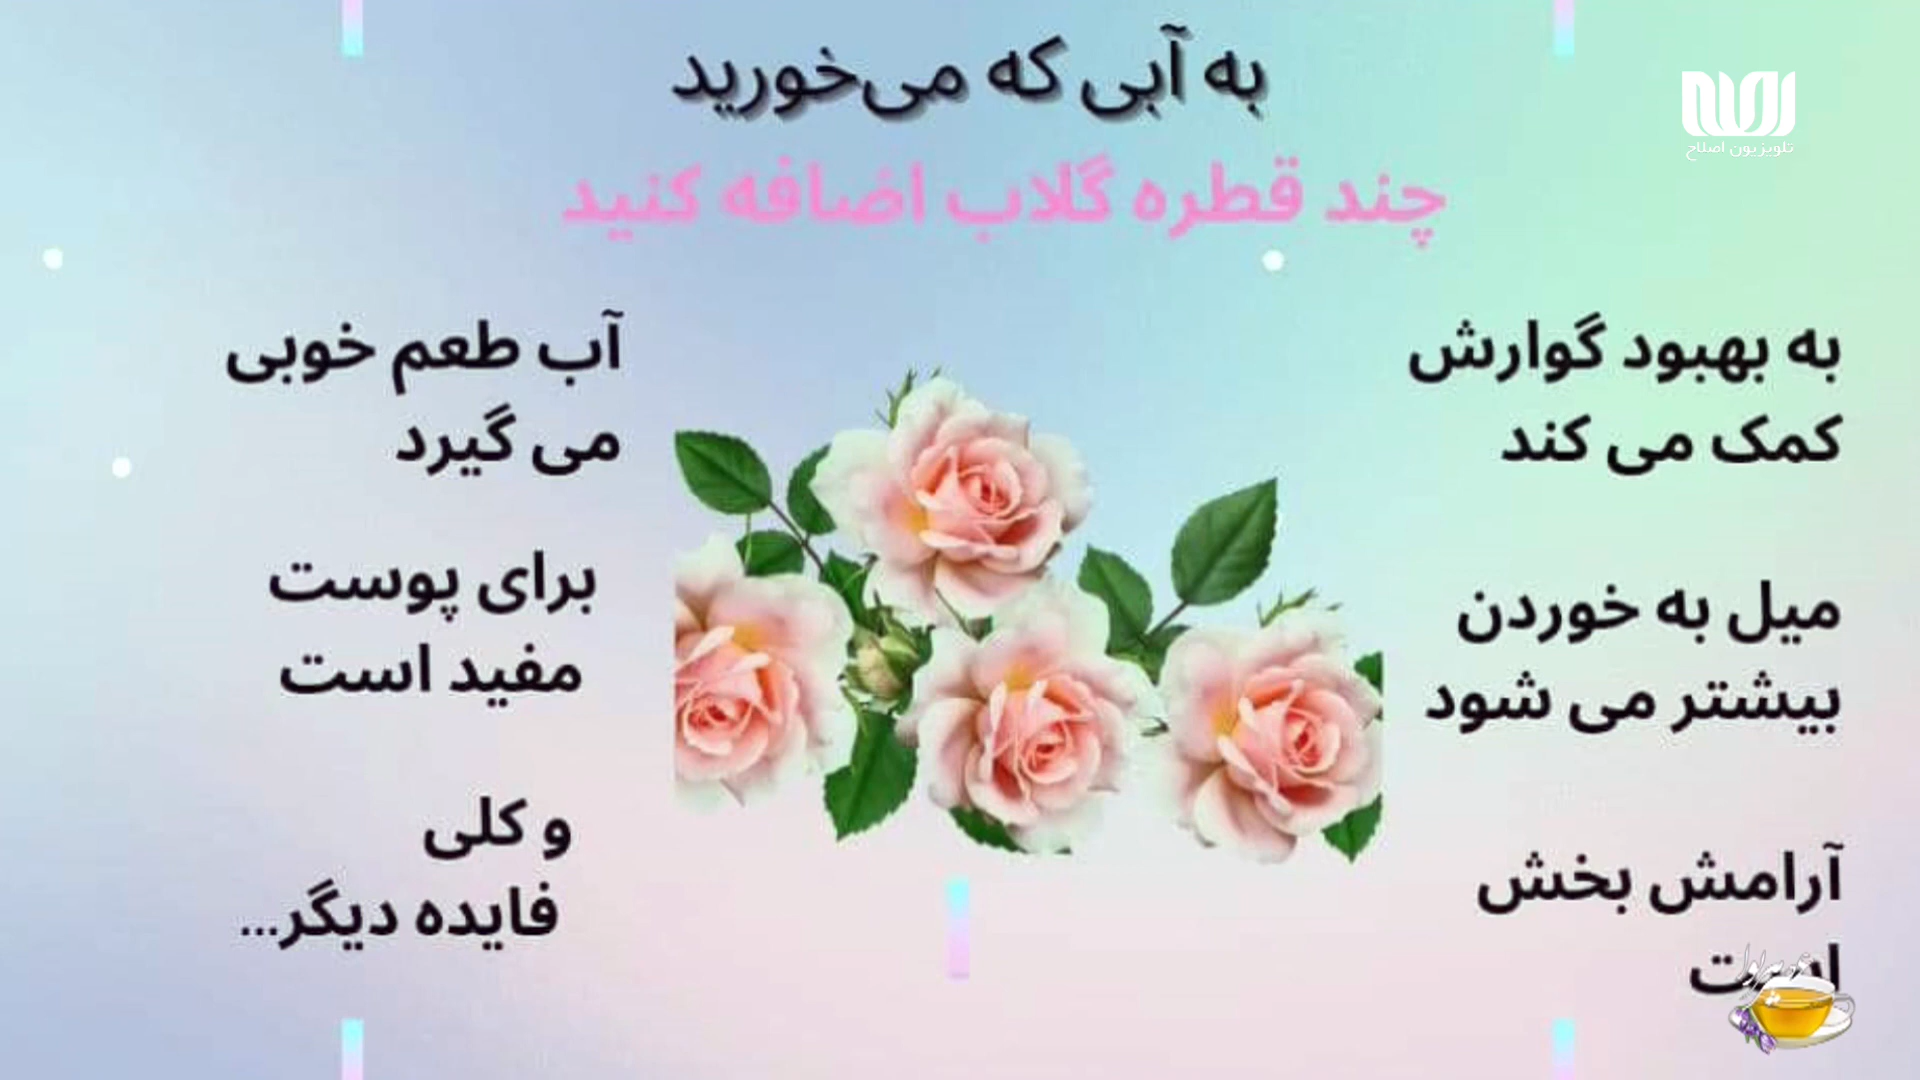 به آبی که می‌خورید
چند قطره گلاب اضافه کنید
تلویزیون اصلاح
به بهبود گوارش
کمک می کند
میل به خوردن
بیشتر می شود
آرامش بخش
است
آب طعم خوبی
می گیرد
برای پوست
مفید است
و کلی
فایده دیگر...